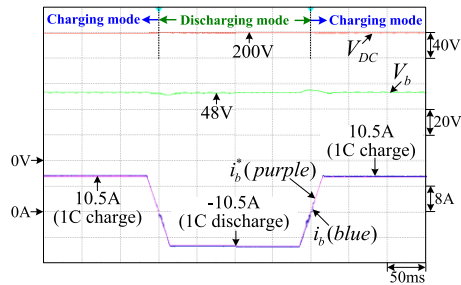 Charging mode Discharging mode Charging mode
200V
V_DC
40V
V_b
48V
20V
0V
10.5A
(1C charge)
i_b^*(purple)
10.5A
(1C charge)
-10.5A
(1C discharge)
8A
0A
i_b(blue)
50ms